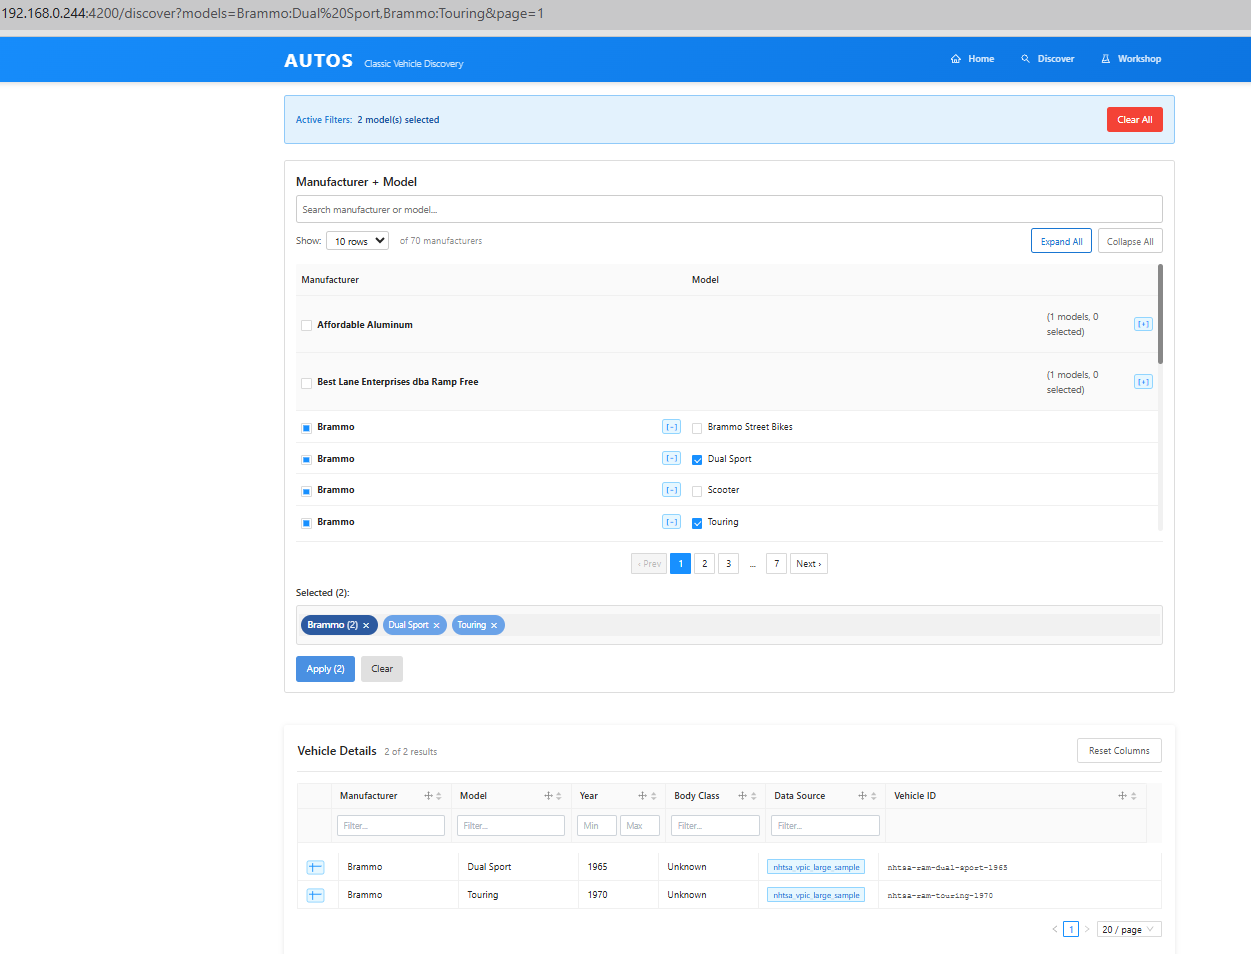 192.168.0.244:4200/discover?models=Brammo:Dual%20Sport,Brammo:Touring&page=1
AUTOS Classic Vehicle Discovery Home Discover Workshop
Active Filters: 2 model(s) selected Clear All
Manufacturer + Model
Search manufacturer or model...
Show: 10 rows of 70 manufacturers Expand All Collapse All
Manufacturer Model
Affordable Aluminum (1 models, 0 selected) [+]
Best Lane Enterprises dba Ramp Free (1 models, 0 selected) [+]
Brammo [−] Brammo Street Bikes
Brammo [−] Dual Sport
Brammo [−] Scooter
Brammo [−] Touring
‹ Prev 1 2 3 ... 7 Next ›
Selected (2):
Brammo (2) × Dual Sport × Touring ×
Apply (2) Clear
Vehicle Details 2 of 2 results Reset Columns
Manufacturer Model Year Body Class Data Source Vehicle ID
Filter... Filter... Min Max Filter... Filter...
Brammo Dual Sport 1965 Unknown nhtsa_vpic_large_sample nhtsa-ram-dual-sport-1965
Brammo Touring 1970 Unknown nhtsa_vpic_large_sample nhtsa-ram-touring-1970
< 1 > 20 / page